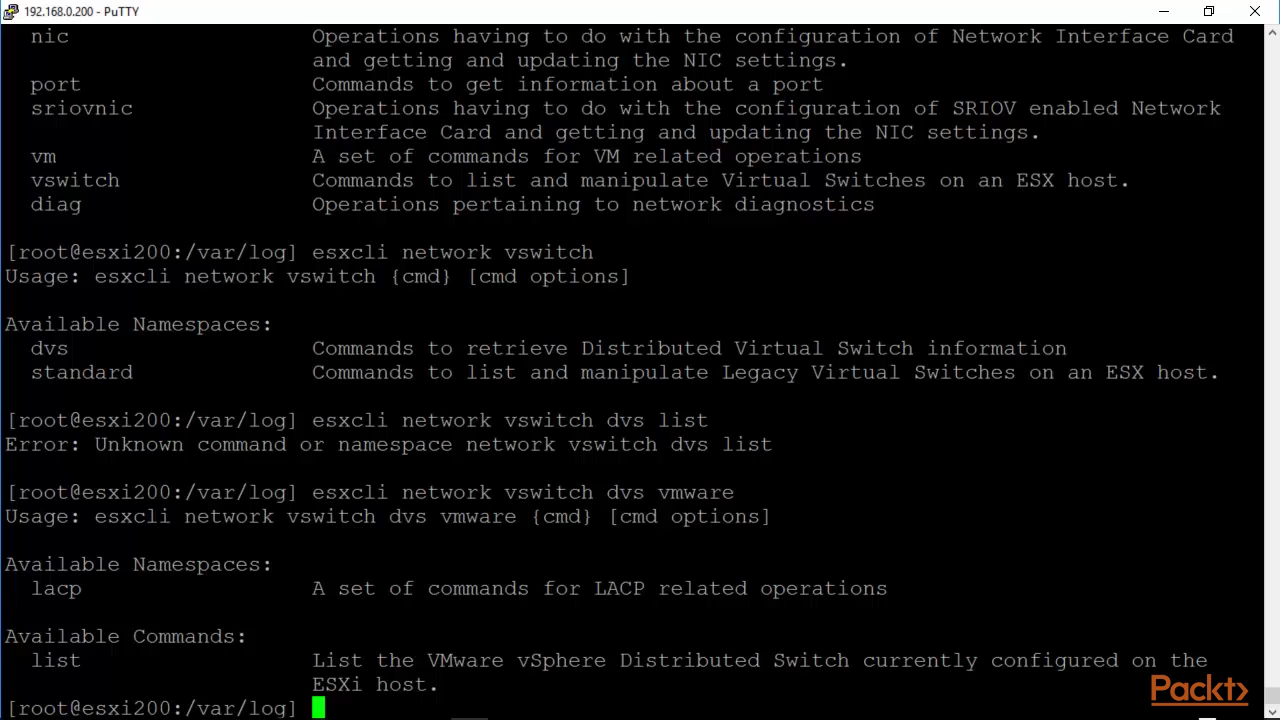 192.168.0.200 - PuTTY
nic Operations having to do with the configuration of Network Interface Card
and getting and updating the NIC settings.
port Commands to get information about a port
sriovnic Operations having to do with the configuration of SRIOV enabled Network
Interface Card and getting and updating the NIC settings.
vm A set of commands for VM related operations
vswitch Commands to list and manipulate Virtual Switches on an ESX host.
diag Operations pertaining to network diagnostics
[root@esxi200:/var/log] esxcli network vswitch
Usage: esxcli network vswitch {cmd} [cmd options]
Available Namespaces:
dvs Commands to retrieve Distributed Virtual Switch information
standard Commands to list and manipulate Legacy Virtual Switches on an ESX host.
[root@esxi200:/var/log] esxcli network vswitch dvs list
Error: Unknown command or namespace network vswitch dvs list
[root@esxi200:/var/log] esxcli network vswitch dvs vmware
Usage: esxcli network vswitch dvs vmware {cmd} [cmd options]
Available Namespaces:
lacp A set of commands for LACP related operations
Available Commands:
list List the VMware vSphere Distributed Switch currently configured on the
ESXi host.
[root@esxi200:/var/log]
Packt>